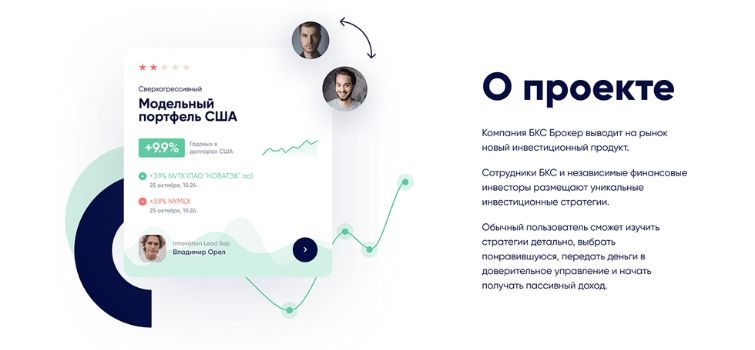 Сверхагрессивный
Модельный
портфель США
+9.9%
Годовых в
долларах США
+3.9% NVTK (ПАО "НОВАТЭК" ао)
25 октября, 15:24
+3.9% NYMEX
25 октября, 15:24
Innovation Lead Sap
Владимир Орел
О проекте
Компания БКС Брокер выводит на рынок
новый инвестиционный продукт.
Сотрудники БКС и независимые финансовые
инвесторы размещают уникальные
инвестиционные стратегии.
Обычный пользователь сможет изучить
стратегии детально, выбрать
понравившуюся, передать деньги в
доверительное управление и начать
получать пассивный доход.